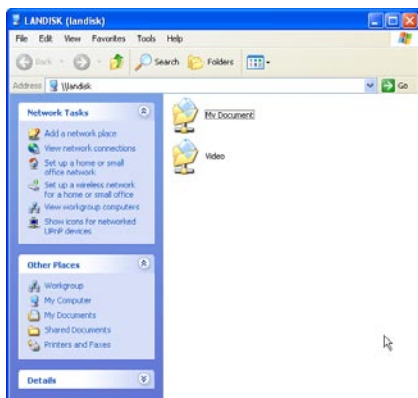 LANDISK (landisk)
File Edit View Favorites Tools Help
Back Search Folders
Address \\landisk Go
Network Tasks
Add a network place
View network connections
Set up a home or small
office network
Set up a wireless network
for a home or small office
View workgroup computers
Show icons for networked
UPnP devices
Other Places
Workgroup
My Computer
My Documents
Shared Documents
Printers and Faxes
Details
My Document
Video